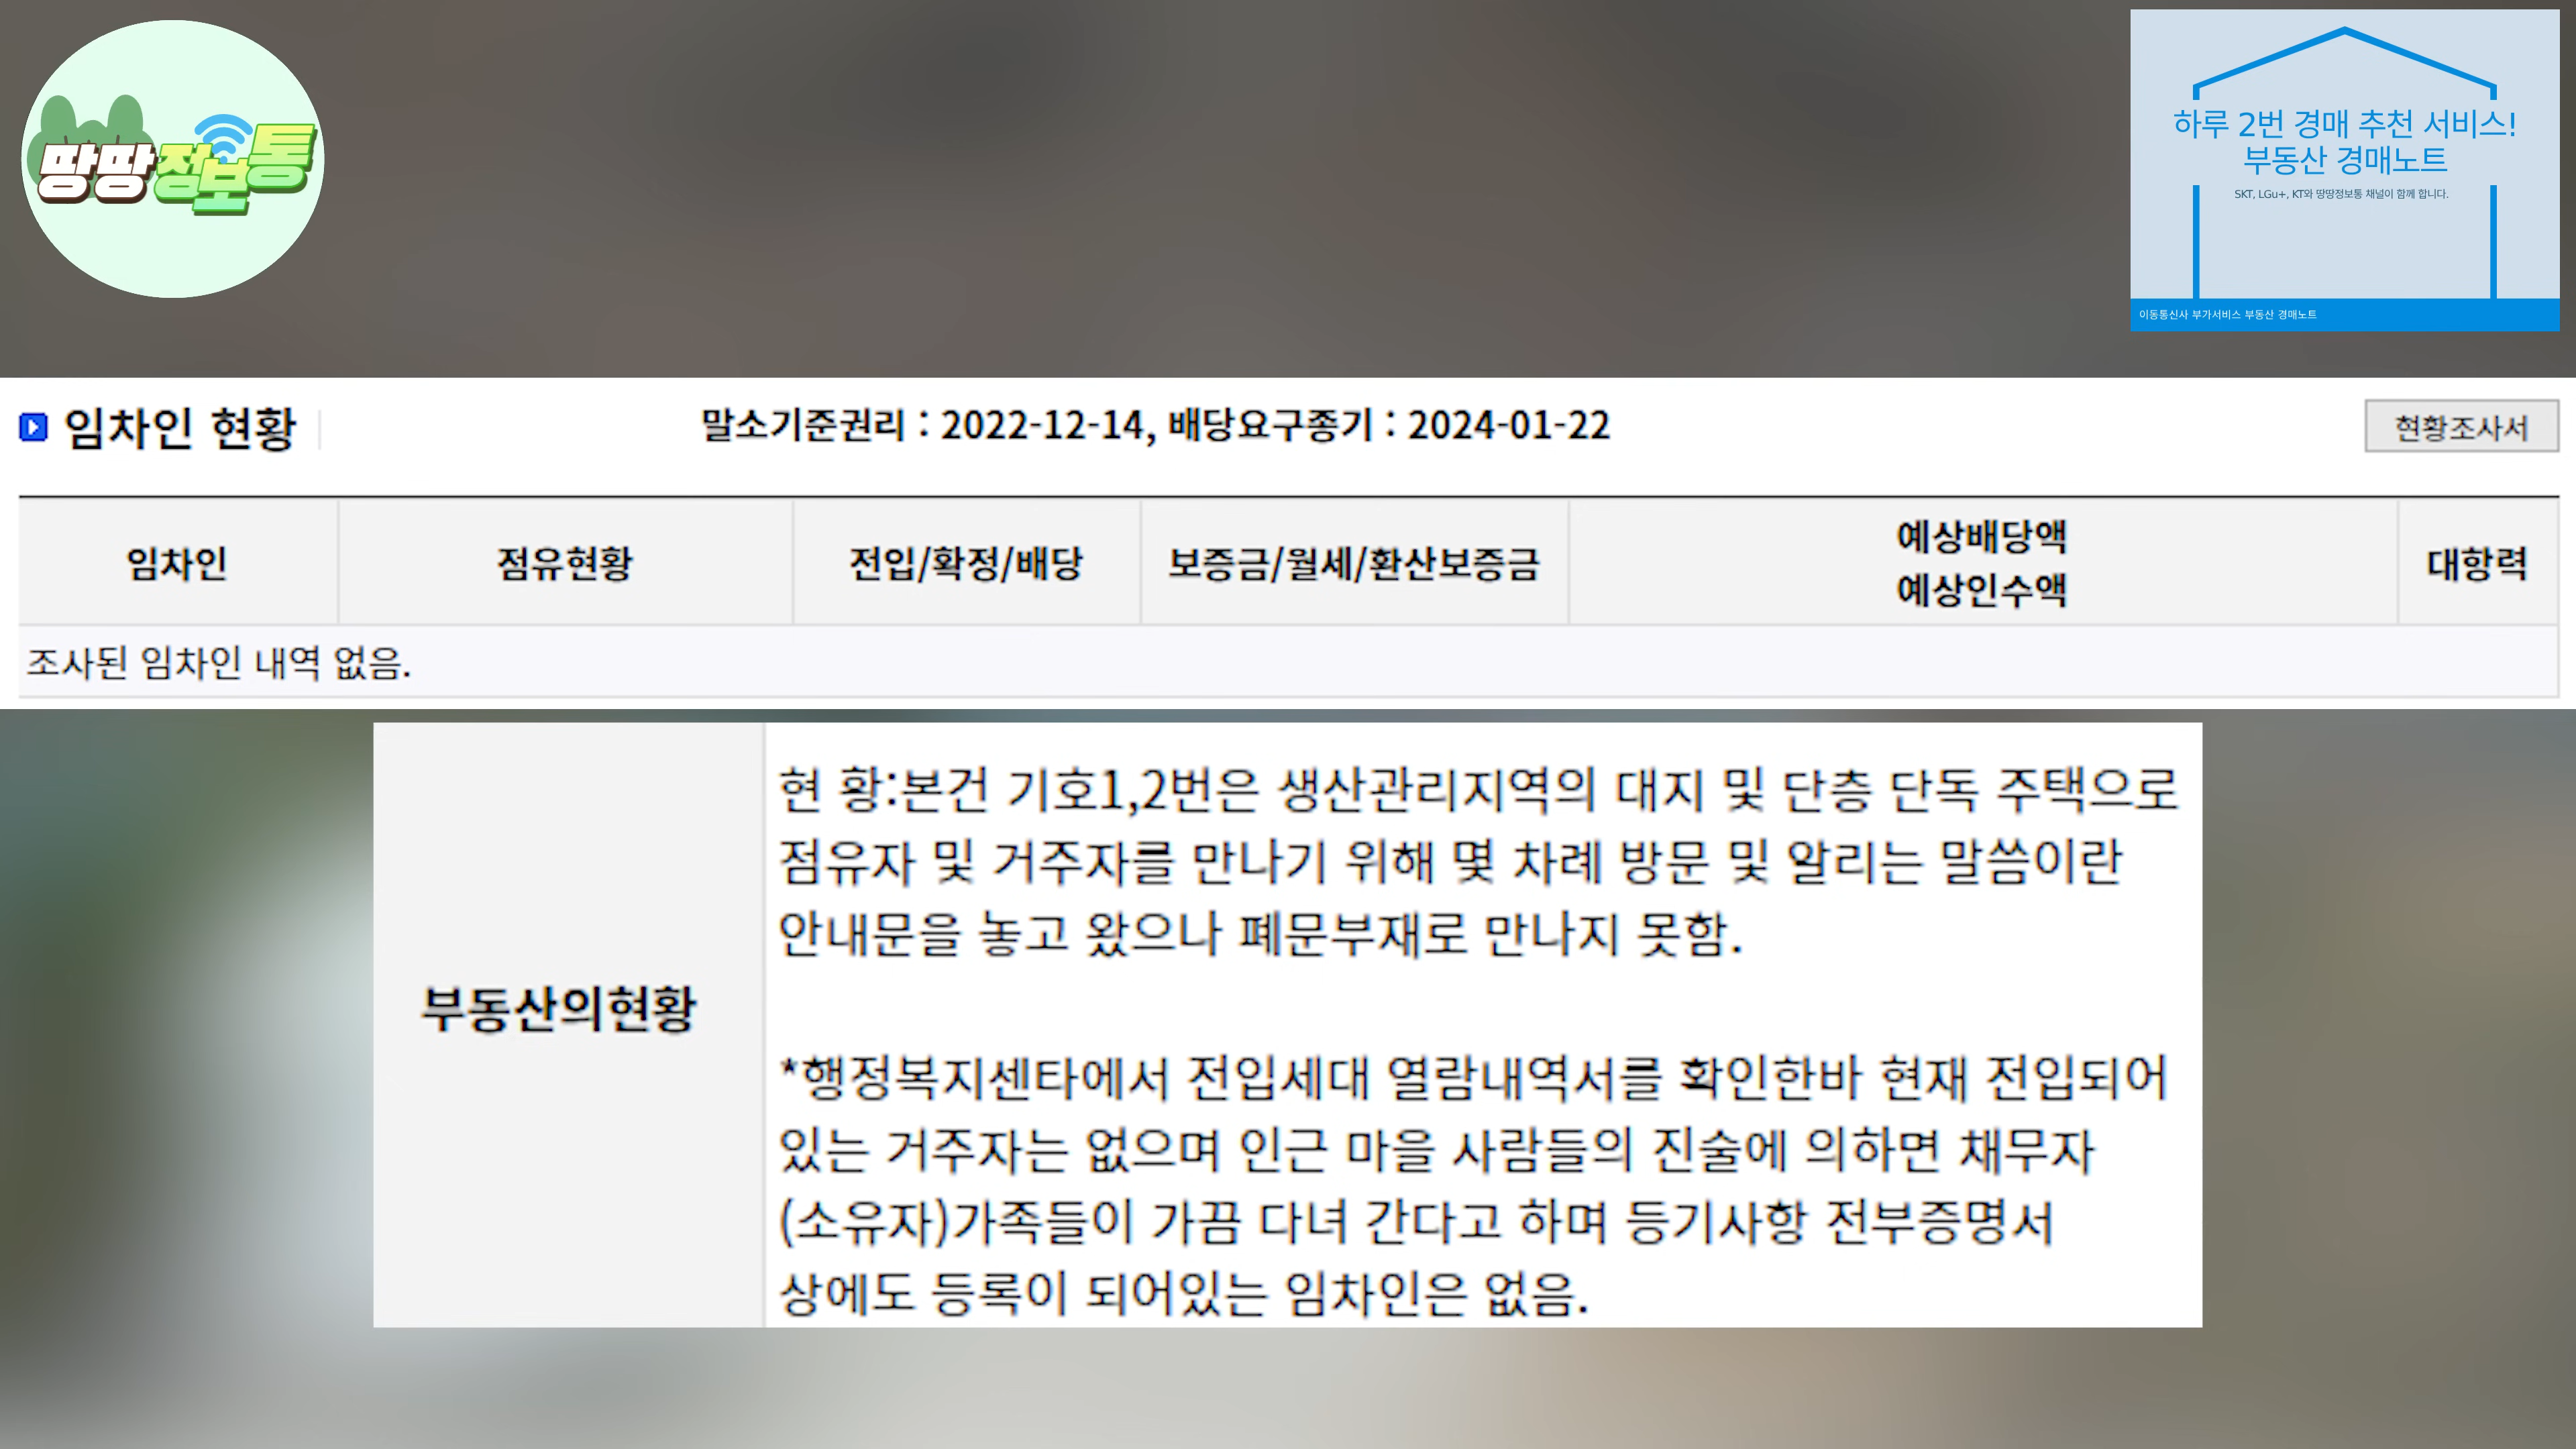 땅땅정보통
하루 2번 경매 추천 서비스!
부동산 경매노트
SKT, LGu+, KT와 땅땅정보통 채널이 함께 합니다.
이동통신사 부가서비스 부동산 경매노트
임차인 현황
말소기준권리 : 2022-12-14, 배당요구종기 : 2024-01-22
현황조사서
임차인
점유현황
전입/확정/배당
보증금/월세/환산보증금
예상배당액
예상인수액
대항력
조사된 임차인 내역 없음.
부동산의현황
현 황:본건 기호1,2번은 생산관리지역의 대지 및 단층 단독 주택으로
점유자 및 거주자를 만나기 위해 몇 차례 방문 및 알리는 말씀이란
안내문을 놓고 왔으나 폐문부재로 만나지 못함.
*행정복지센타에서 전입세대 열람내역서를 확인한바 현재 전입되어
있는 거주자는 없으며 인근 마을 사람들의 진술에 의하면 채무자
(소유자)가족들이 가끔 다녀 간다고 하며 등기사항 전부증명서
상에도 등록이 되어있는 임차인은 없음.